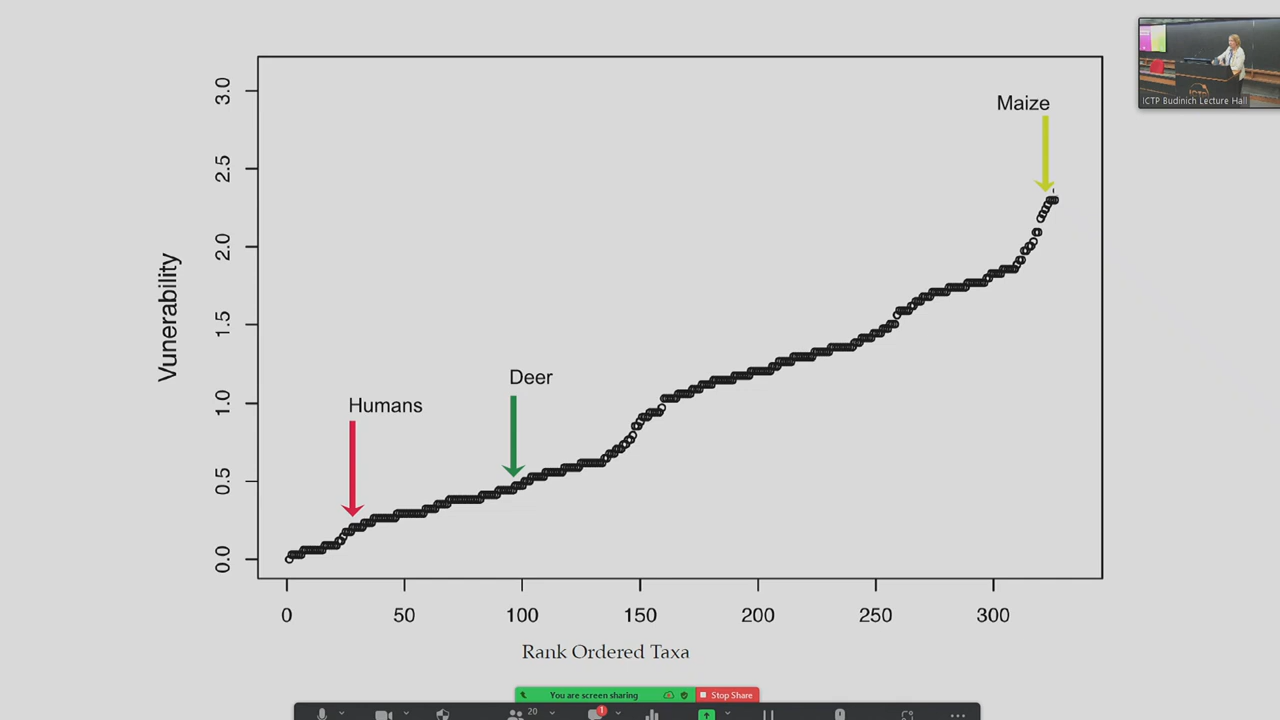 Maize
ICTP Budinich Lecture Hall
3.0
2.5
2.0
1.5
1.0
0.5
0.0
Vunerability
Deer
Humans
0 50 100 150 200 250 300
Rank Ordered Taxa
You are screen sharing
Stop Share
20
1
ICTP